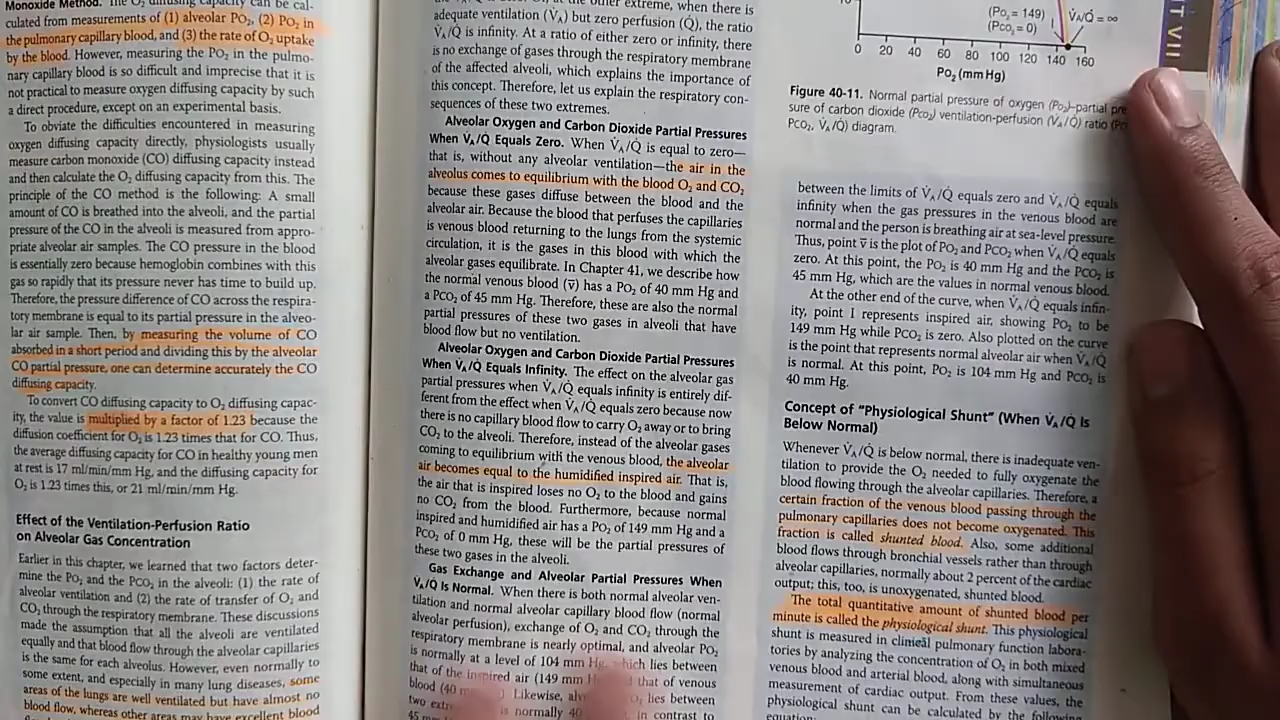 Monoxide Method. The O₂ diffusing capacity can be cal-
culated from measurements of (1) alveolar PO₂, (2) PO₂ in
the pulmonary capillary blood, and (3) the rate of O₂ uptake
by the blood. However, measuring the PO₂ in the pulmo-
nary capillary blood is so difficult and imprecise that it is
not practical to measure oxygen diffusing capacity by such
a direct procedure, except on an experimental basis.
To obviate the difficulties encountered in measuring
oxygen diffusing capacity directly, physiologists usually
measure carbon monoxide (CO) diffusing capacity instead
and then calculate the O₂ diffusing capacity from this. The
principle of the CO method is the following: A small
amount of CO is breathed into the alveoli, and the partial
pressure of the CO in the alveoli is measured from appro-
priate alveolar air samples. The CO pressure in the blood
is essentially zero because hemoglobin combines with this
gas so rapidly that its pressure never has time to build up.
Therefore, the pressure difference of CO across the respira-
tory membrane is equal to its partial pressure in the alveo-
lar air sample. Then, by measuring the volume of CO
absorbed in a short period and dividing this by the alveolar
CO partial pressure, one can determine accurately the CO
diffusing capacity.
To convert CO diffusing capacity to O₂ diffusing capac-
ity, the value is multiplied by a factor of 1.23 because the
diffusion coefficient for O₂ is 1.23 times that for CO. Thus,
the average diffusing capacity for CO in healthy young men
at rest is 17 ml/min/mm Hg, and the diffusing capacity for
O₂ is 1.23 times this, or 21 ml/min/mm Hg.
Effect of the Ventilation-Perfusion Ratio
on Alveolar Gas Concentration
Earlier in this chapter, we learned that two factors deter-
mine the PO₂ and the PCO₂ in the alveoli: (1) the rate of
alveolar ventilation and (2) the rate of transfer of O₂ and
CO₂ through the respiratory membrane. These discussions
made the assumption that all the alveoli are ventilated
equally and that blood flow through the alveolar capillaries
is the same for each alveolus. However, even normally to
some extent, and especially in many lung diseases, some
areas of the lungs are well ventilated but have almost no
blood flow, whereas other areas may have excellent blood
other extreme, when there is
adequate ventilation (V̇A) but zero perfusion (Q̇), the ratio
V̇A/Q̇ is infinity. At a ratio of either zero or infinity, there
is no exchange of gases through the respiratory membrane
of the affected alveoli, which explains the importance of
this concept. Therefore, let us explain the respiratory con-
sequences of these two extremes.
Alveolar Oxygen and Carbon Dioxide Partial Pressures
When V̇A/Q̇ Equals Zero. When V̇A/Q̇ is equal to zero—
that is, without any alveolar ventilation—the air in the
alveolus comes to equilibrium with the blood O₂ and CO₂
because these gases diffuse between the blood and the
alveolar air. Because the blood that perfuses the capillaries
is venous blood returning to the lungs from the systemic
circulation, it is the gases in this blood with which the
alveolar gases equilibrate. In Chapter 41, we describe how
the normal venous blood (v̄) has a PO₂ of 40 mm Hg and
a PCO₂ of 45 mm Hg. Therefore, these are also the normal
partial pressures of these two gases in alveoli that have
blood flow but no ventilation.
Alveolar Oxygen and Carbon Dioxide Partial Pressures
When V̇A/Q̇ Equals Infinity. The effect on the alveolar gas
partial pressures when V̇A/Q̇ equals infinity is entirely dif-
ferent from the effect when V̇A/Q̇ equals zero because now
there is no capillary blood flow to carry O₂ away or to bring
CO₂ to the alveoli. Therefore, instead of the alveolar gases
coming to equilibrium with the venous blood, the alveolar
air becomes equal to the humidified inspired air. That is,
the air that is inspired loses no O₂ to the blood and gains
no CO₂ from the blood. Furthermore, because normal
inspired and humidified air has a PO₂ of 149 mm Hg and a
PCO₂ of 0 mm Hg, these will be the partial pressures of
these two gases in the alveoli.
Gas Exchange and Alveolar Partial Pressures When
V̇A/Q̇ Is Normal. When there is both normal alveolar ven-
tilation and normal alveolar capillary blood flow (normal
alveolar perfusion), exchange of O₂ and CO₂ through the
respiratory membrane is nearly optimal, and alveolar PO₂
is normally at a level of 104 mm Hg, which lies between
that of the inspired air (149 mm that of venous
blood (40 Likewise, lies between
two is normally 40 in contrast to
45
10
(PO₂ = 149)
(PCO₂ = 0)
I
V̇A/Q̇ = ∞
0 20 40 60 80 100 120 140 160
PO₂ (mm Hg)
UNIT VII
Figure 40-11. Normal partial pressure of oxygen (PO₂)-partial pre
sure of carbon dioxide (PCO₂) ventilation-perfusion (V̇A/Q̇) ratio
PCO₂, V̇A/Q̇) diagram.
between the limits of V̇A/Q̇ equals zero and V̇A/Q̇ equals
infinity when the gas pressures in the venous blood are
normal and the person is breathing air at sea-level pressure.
Thus, point v̄ is the plot of PO₂ and PCO₂ when V̇A/Q̇ equals
zero. At this point, the PO₂ is 40 mm Hg and the PCO₂ is
45 mm Hg, which are the values in normal venous blood.
At the other end of the curve, when V̇A/Q̇ equals infin-
ity, point I represents inspired air, showing PO₂ to be
149 mm Hg while PCO₂ is zero. Also plotted on the curve
is the point that represents normal alveolar air when V̇A/Q̇
is normal. At this point, PO₂ is 104 mm Hg and PCO₂ is
40 mm Hg.
Concept of “Physiological Shunt” (When V̇A/Q̇ Is
Below Normal)
Whenever V̇A/Q̇ is below normal, there is inadequate ven-
tilation to provide the O₂ needed to fully oxygenate the
blood flowing through the alveolar capillaries. Therefore, a
certain fraction of the venous blood passing through the
pulmonary capillaries does not become oxygenated. This
fraction is called shunted blood. Also, some additional
blood flows through bronchial vessels rather than through
alveolar capillaries, normally about 2 percent of the cardiac
output; this, too, is unoxygenated, shunted blood.
The total quantitative amount of shunted blood per
minute is called the physiological shunt. This physiological
shunt is measured in clinical pulmonary function labora-
tories by analyzing the concentration of O₂ in both mixed
venous blood and arterial blood, along with simultaneous
measurement of cardiac output. From these values, the
physiological shunt can be calculated by the following
equation: